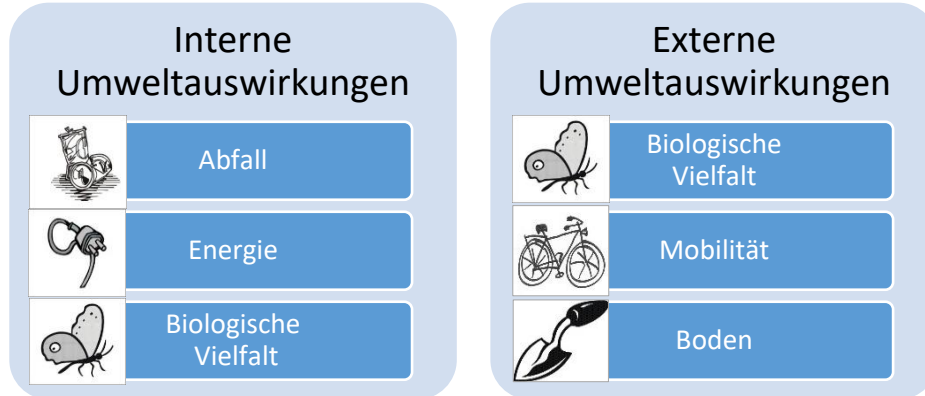 Interne
Umweltauswirkungen
Abfall
Energie
Biologische
Vielfalt
Externe
Umweltauswirkungen
Biologische
Vielfalt
Mobilität
Boden